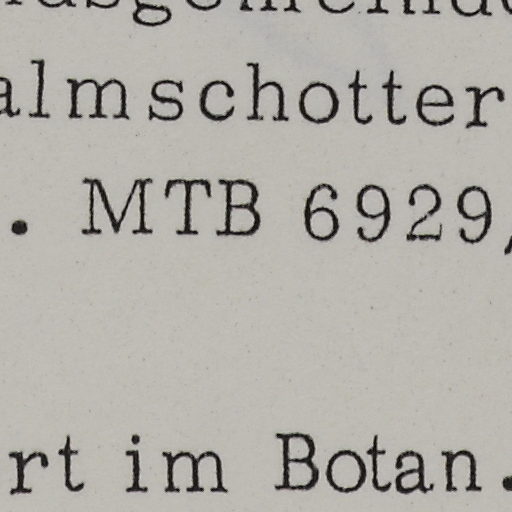 almschotter
. MTB 6929,
rt im Botan.